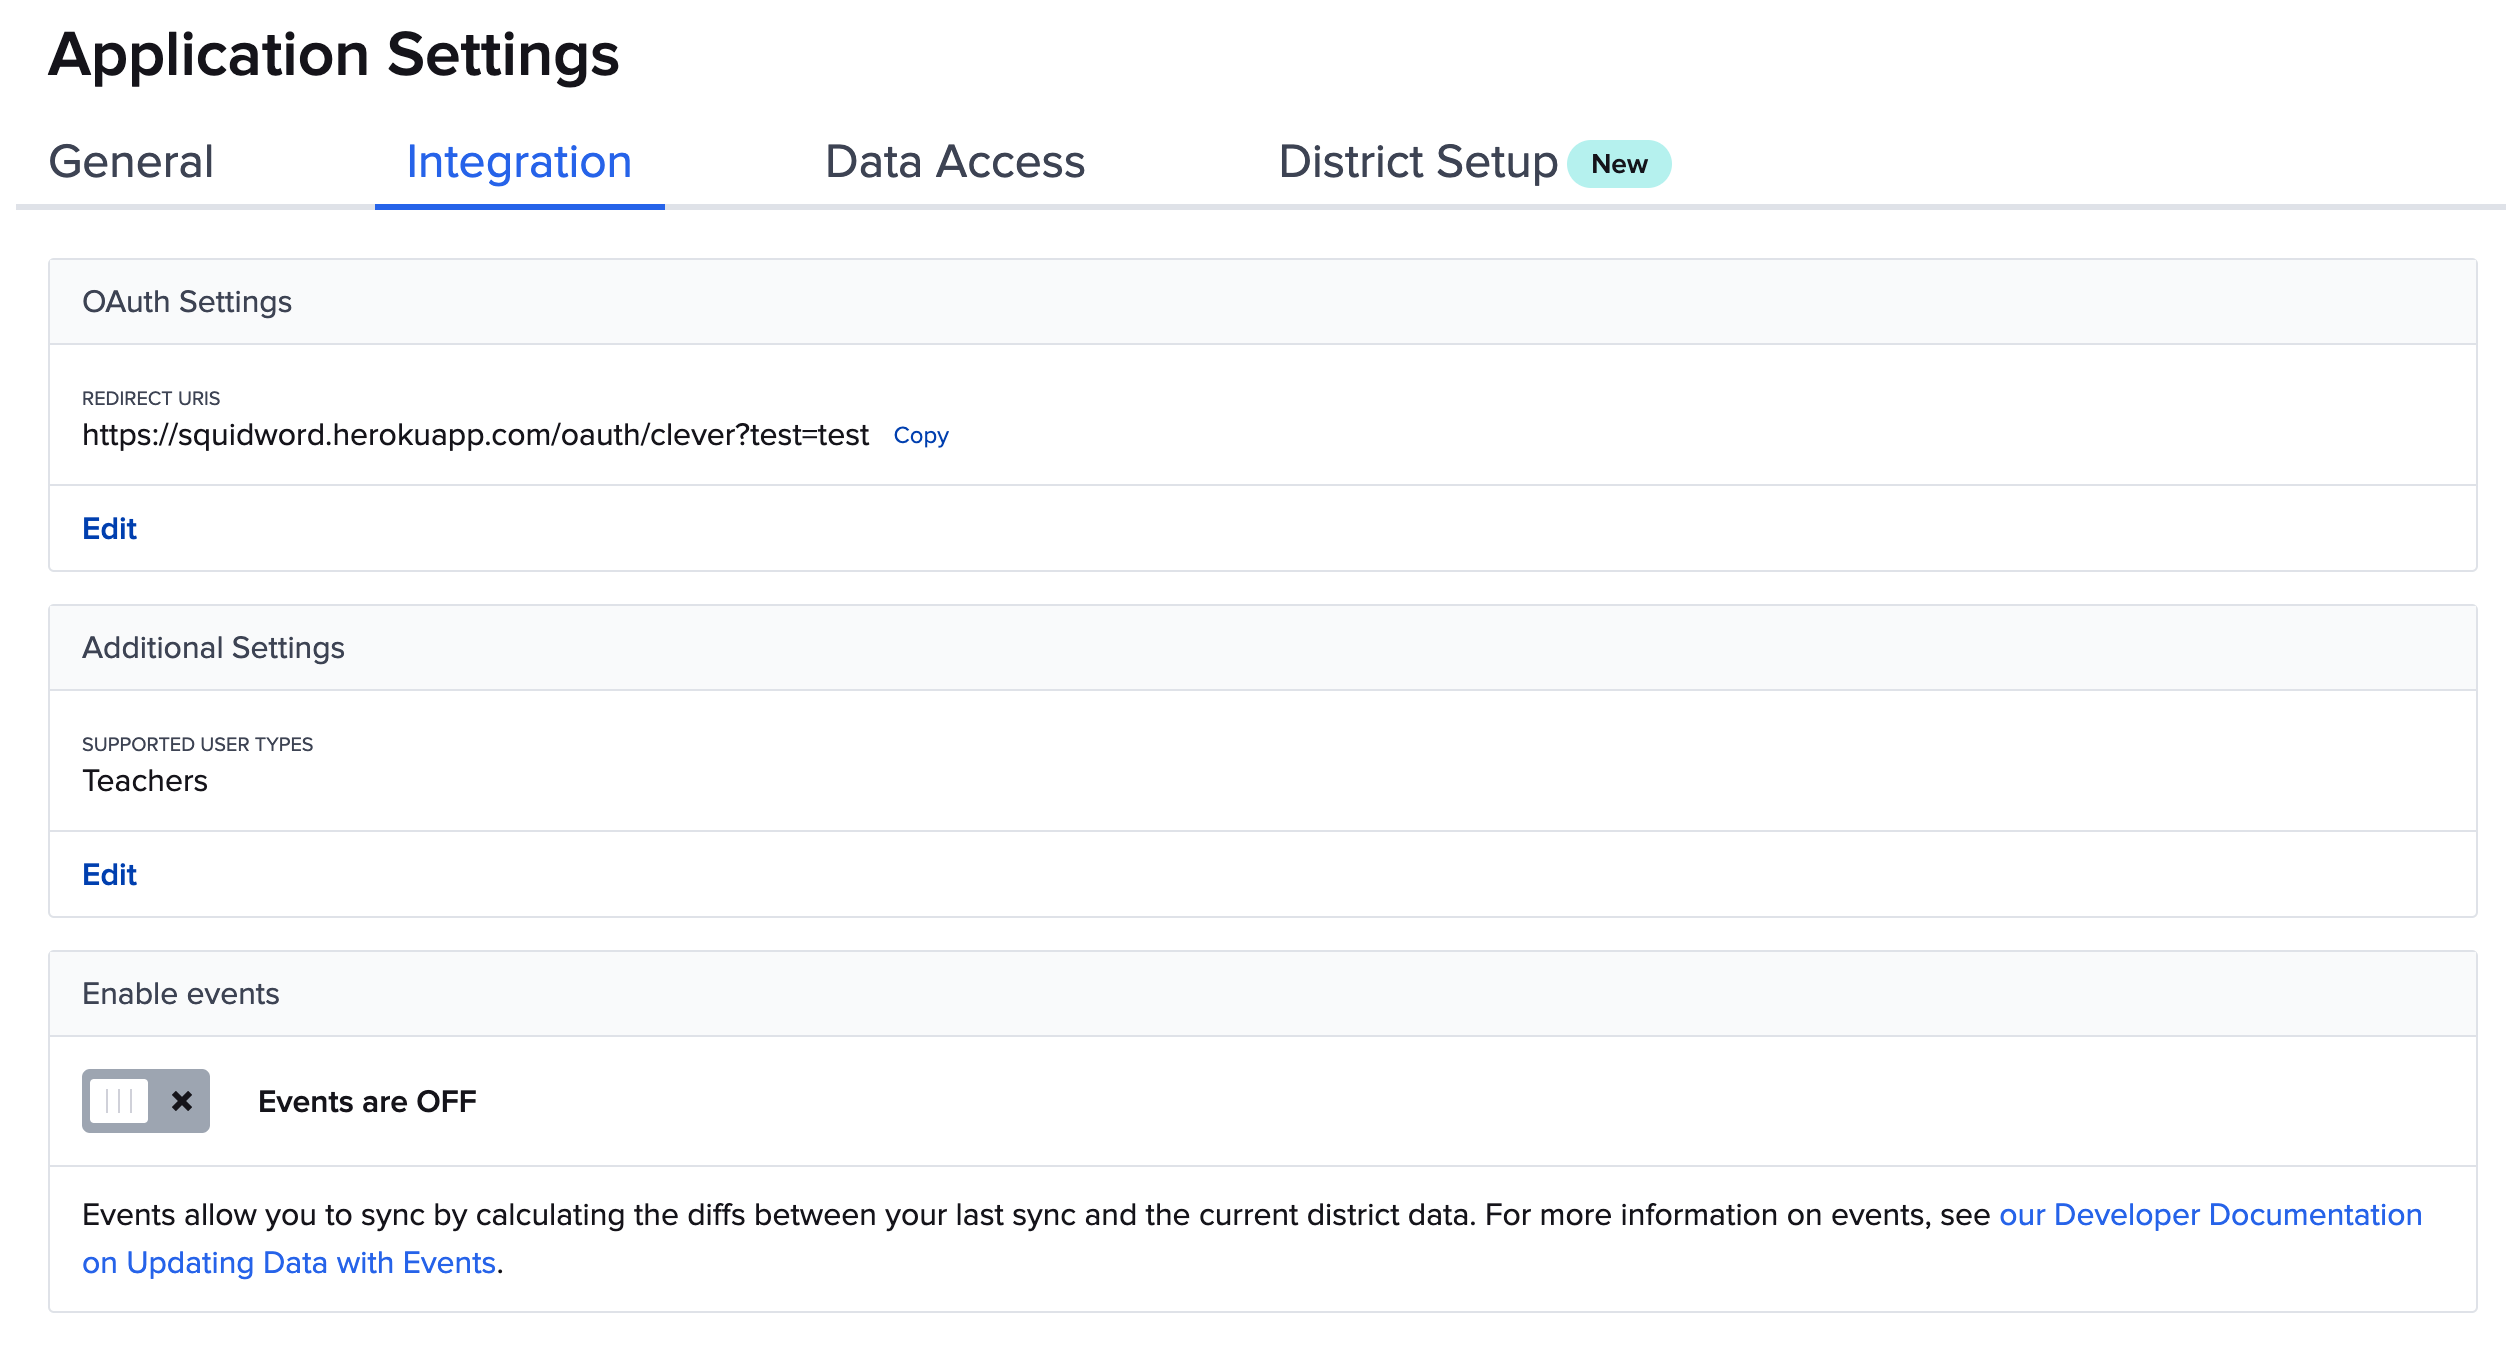 Application Settings
General Integration Data Access District Setup New
OAuth Settings
REDIRECT URIS
https://squidword.herokuapp.com/oauth/clever?test=test Copy
Edit
Additional Settings
SUPPORTED USER TYPES
Teachers
Edit
Enable events
Events are OFF
Events allow you to sync by calculating the diffs between your last sync and the current district data. For more information on events, see our Developer Documentation
on Updating Data with Events.